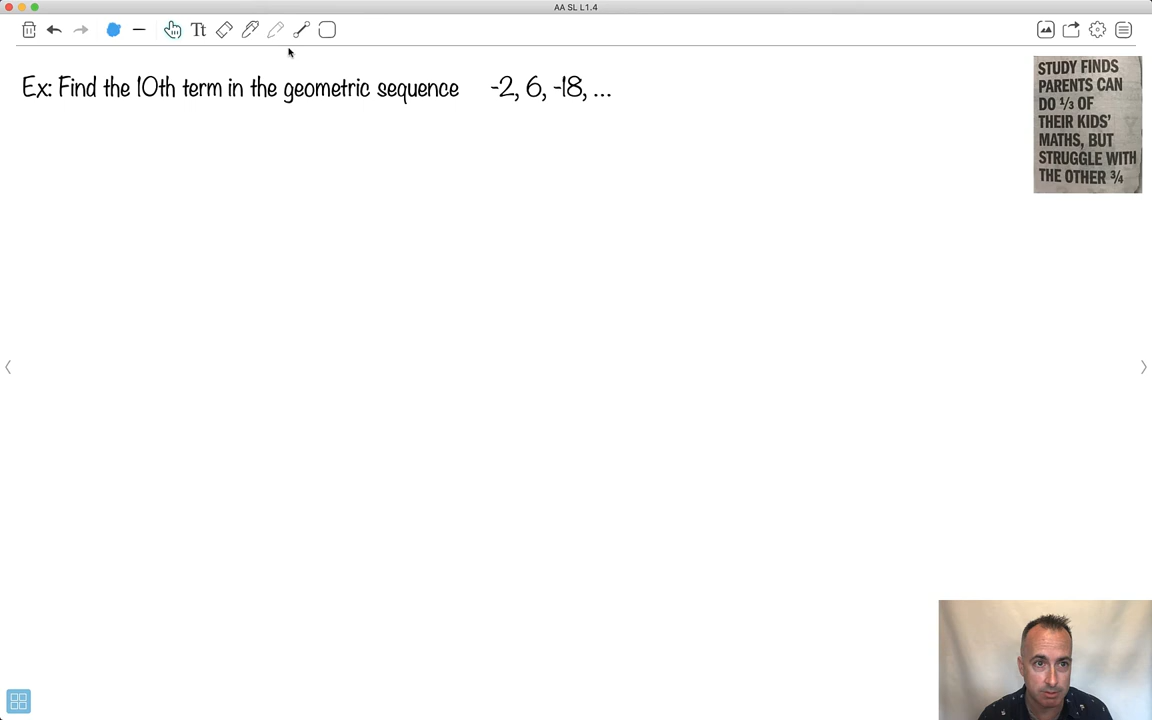 AA SL L1.4
Tt
Ex: Find the 10th term in the geometric sequence -2, 6, -18, ...
STUDY FINDS
PARENTS CAN
DO ⅓ OF
THEIR KIDS'
MATHS, BUT
STRUGGLE WITH
THE OTHER ¾